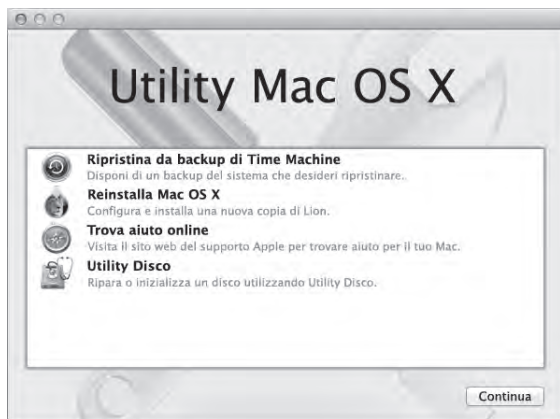 Utility Mac OS X
Ripristina da backup di Time Machine
Disponi di un backup del sistema che desideri ripristinare.
Reinstalla Mac OS X
Configura e installa una nuova copia di Lion.
Trova aiuto online
Visita il sito web del supporto Apple per trovare aiuto per il tuo Mac.
Utility Disco
Ripara o inizializza un disco utilizzando Utility Disco.
Continua